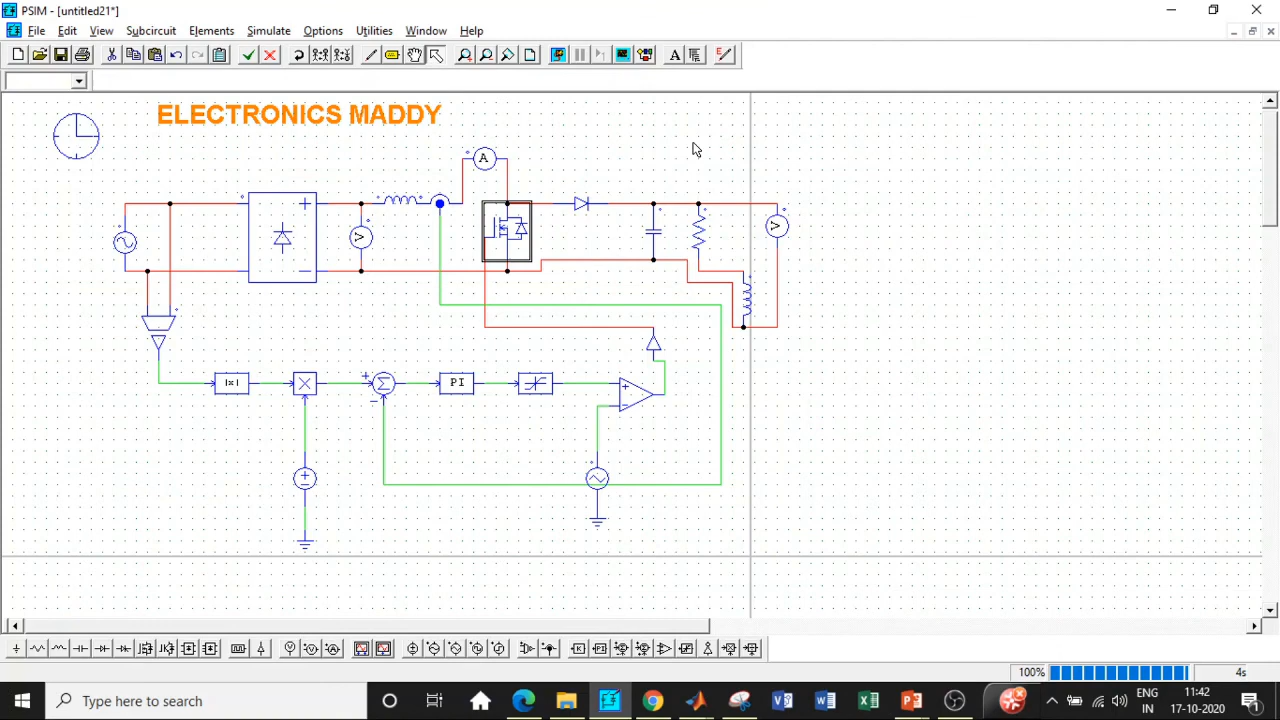 PSIM - [untitled21*]
File Edit View Subcircuit Elements Simulate Options Utilities Window Help
ELECTRONICS MADDY
A
V
V
|x|
PI
100%
4s
Type here to search
ENG
IN
11:42
17-10-2020